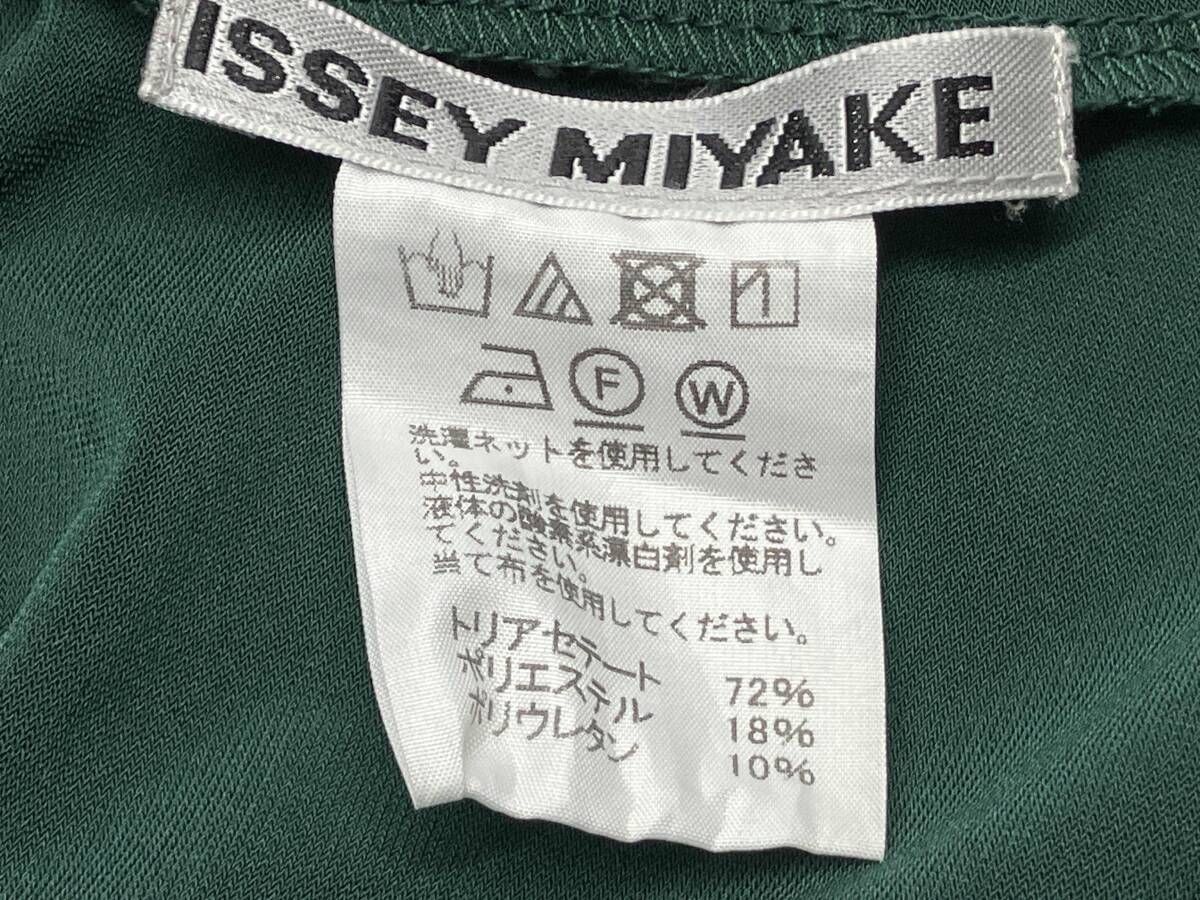 ISSEY MIYAKE
F W
洗濯ネットを使用してくださ
い。
中性洗剤を使用してください。
液体の酸素系漂白剤を使用し
てください。
当て布を使用してください。
トリアセテート 72%
ポリエステル 18%
ポリウレタン 10%